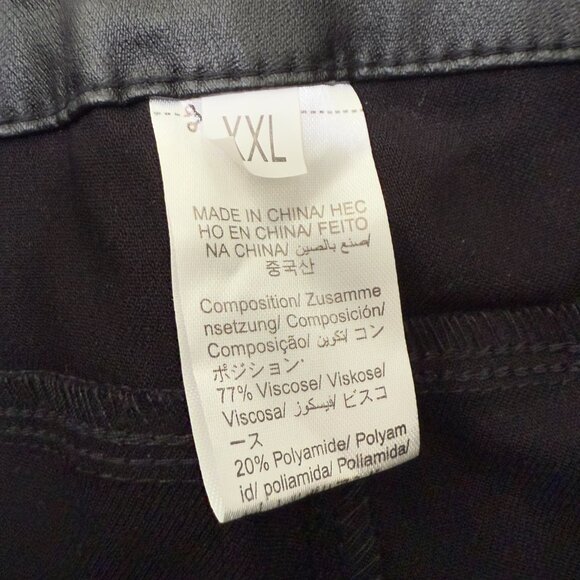 XXL
MADE IN CHINA/ HEC
HO EN CHINA/ FEITO
NA CHINA/ صنع بالصين/
중국산
Composition/ Zusamme
nsetzung/ Composición/
Composição/ تكوين/ コン
ポジション
77% Viscose/ Viskose/
Viscosa/ فيسكوز/ ビスコ
ース
20% Polyamide/ Polyam
id/ poliamida/ Poliamida/